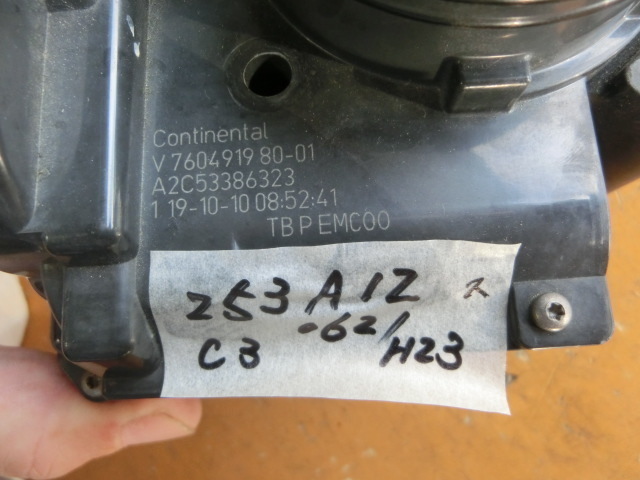 Continental
V 7604919 80-01
A2C53386323
1 19-10-10 08:52:41
TB P EMC00
253 A1Z
C3 -62/ H23